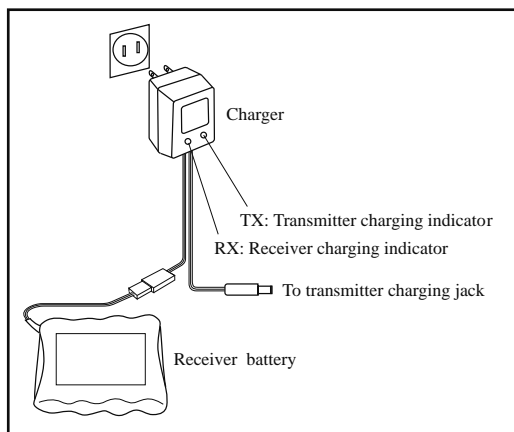 Charger
TX: Transmitter charging indicator
RX: Receiver charging indicator
To transmitter charging jack
Receiver battery